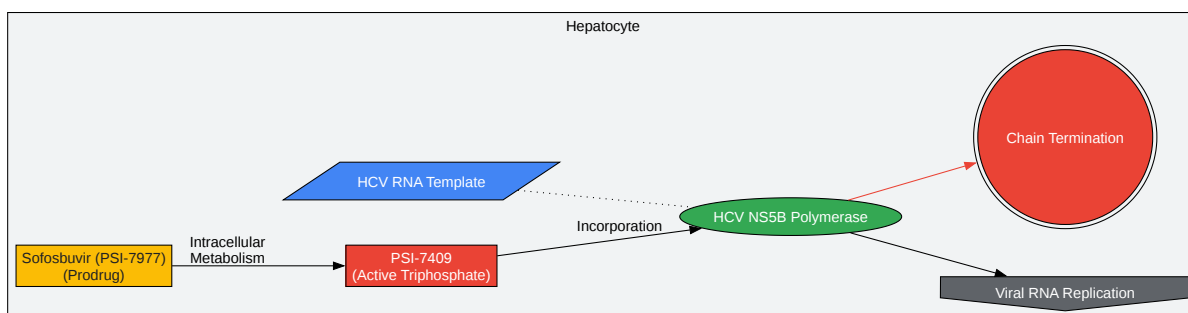 Hepatocyte
Chain Termination
HCV RNA Template
HCV NS5B Polymerase
Incorporation
Intracellular
Metabolism
Sofosbuvir (PSI-7977)
(Prodrug)
PSI-7409
(Active Triphosphate)
Viral RNA Replication